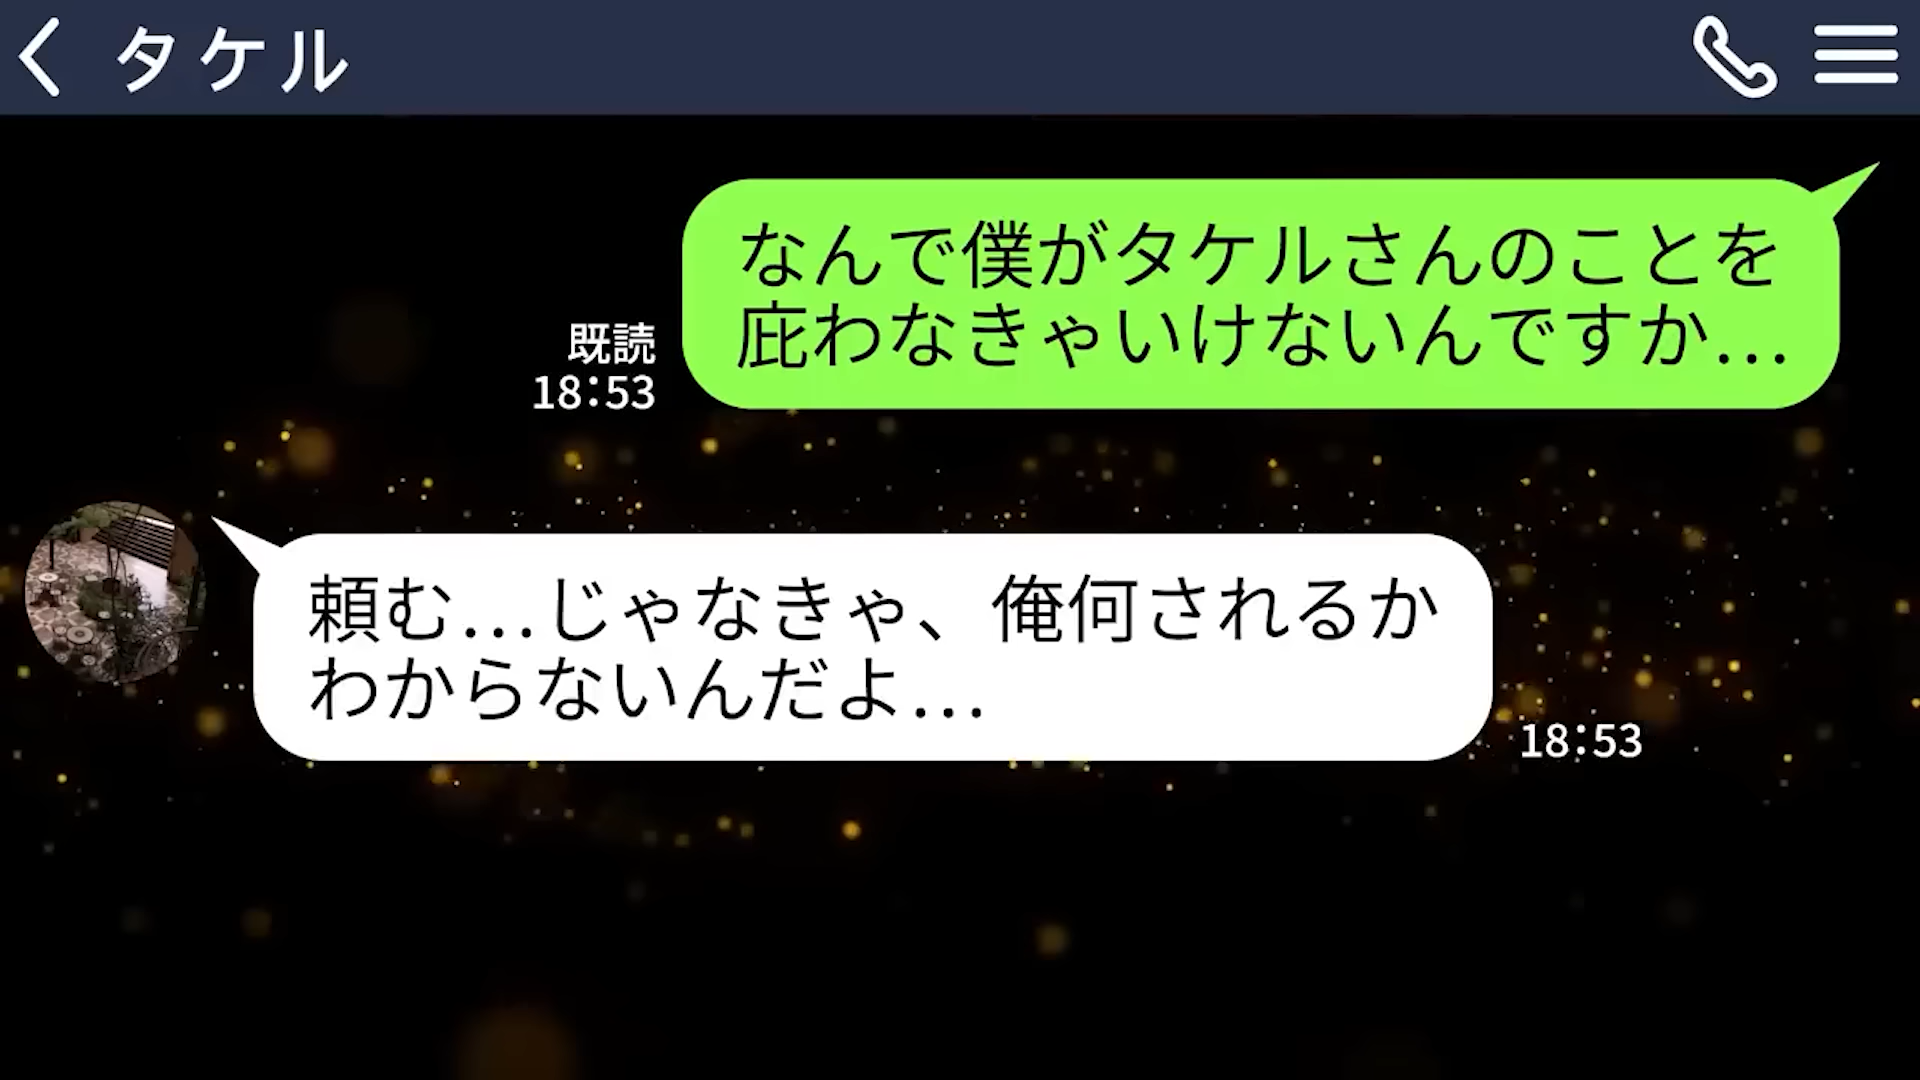 タケル
なんで僕がタケルさんのことを
庇わなきゃいけないんですか…
既読
18:53
頼む…じゃなきゃ、俺何されるか
わからないんだよ…
18:53